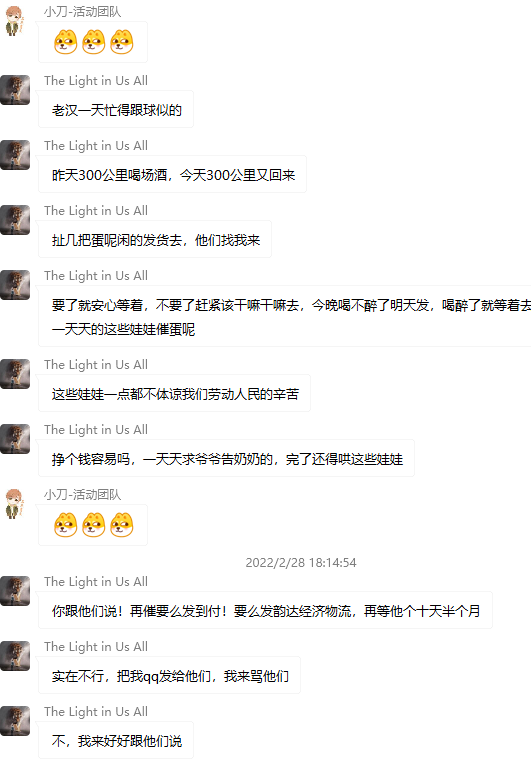 小刀-活动团队
The Light in Us All
老汉一天忙得跟球似的
The Light in Us All
昨天300公里喝场酒，今天300公里又回来
The Light in Us All
扯几把蛋呢闲的发货去，他们找我来
The Light in Us All
要了就安心等着，不要了赶紧该干嘛干嘛去，今晚喝不醉了明天发，喝醉了就等着去
一天天的这些娃娃催蛋呢
The Light in Us All
这些娃娃一点都不体谅我们劳动人民的辛苦
The Light in Us All
挣个钱容易吗，一天天求爷爷告奶奶的，完了还得哄这些娃娃
小刀-活动团队
2022/2/28 18:14:54
The Light in Us All
你跟他们说！再催要么发到付！要么发韵达经济物流，再等他个十天半个月
The Light in Us All
实在不行，把我qq发给他们，我来骂他们
The Light in Us All
不，我来好好跟他们说